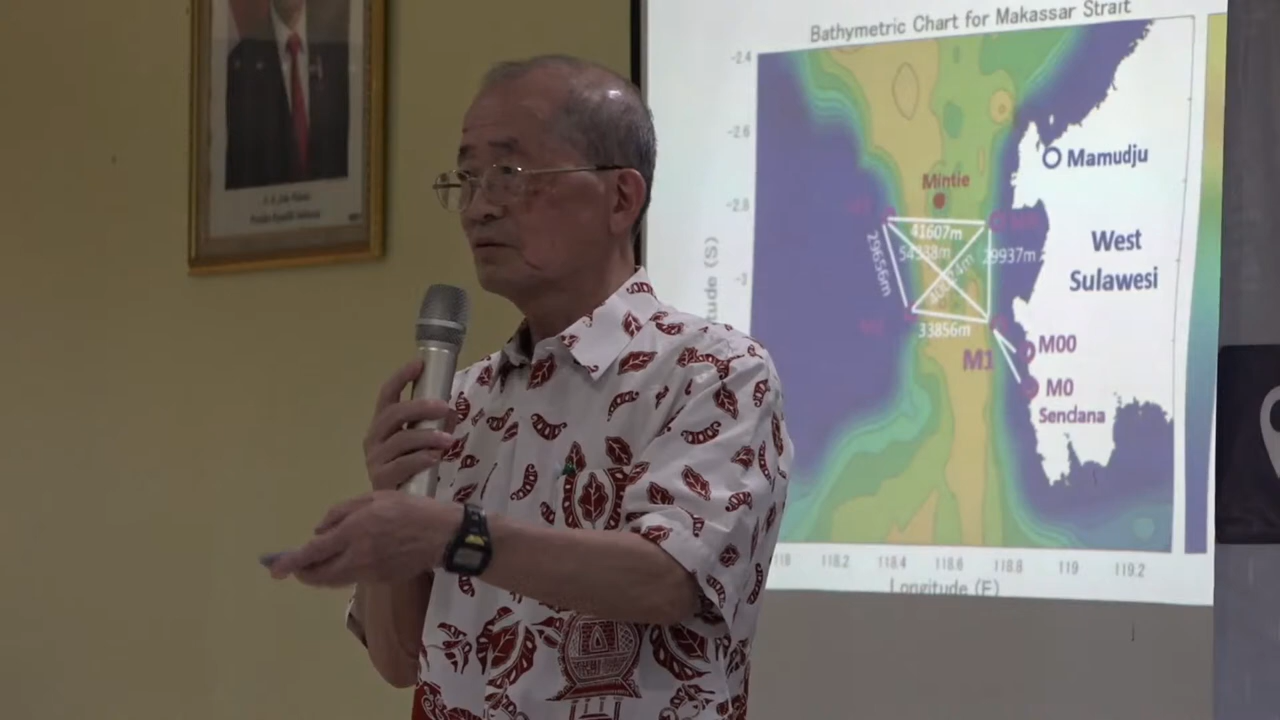 Bathymetric Chart for Makassar Strait
-2.4
-2.6
-2.8
-3
Mamudju
Mintie
West
Sulawesi
41607m
54338m
29656m
29937m
33856m
M1
M00
M0
Sendana
118.2
118.4
118.6
118.8
119
119.2
Longitude (E)